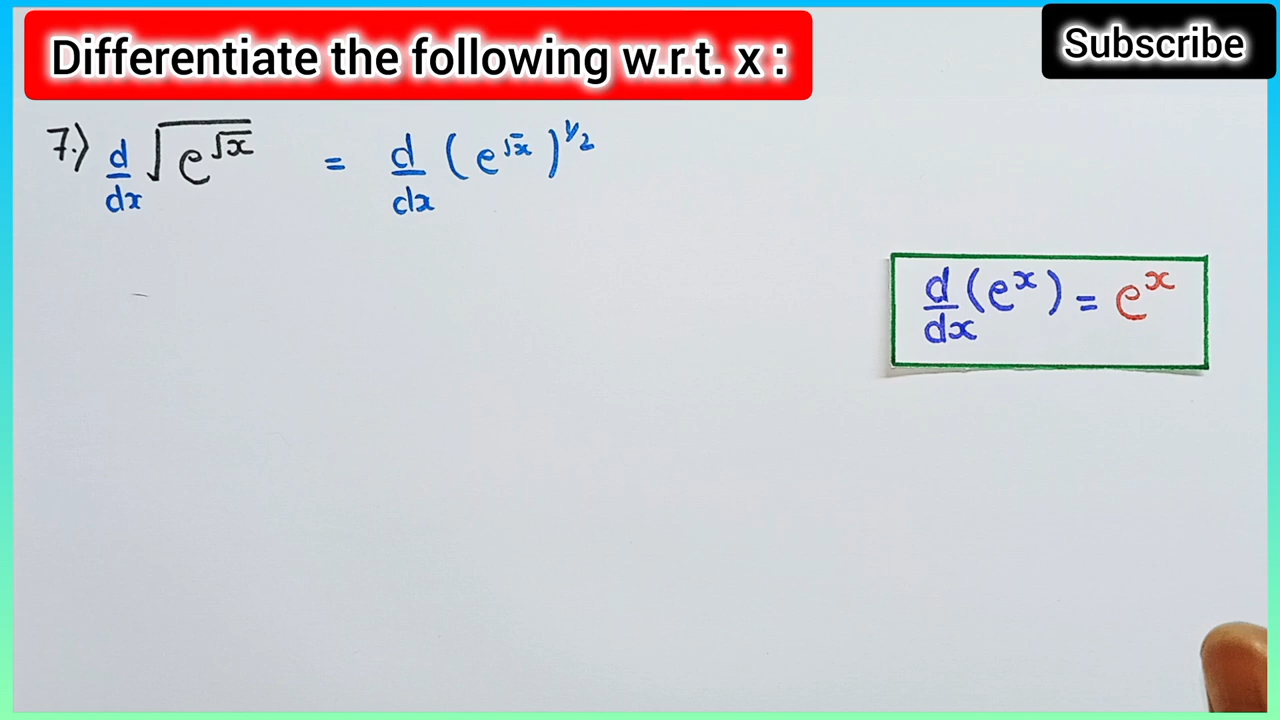 Differentiate the following w.r.t. x :
Subscribe
7.) d/dx √(e^√x) = d/dx (e^√x)^1/2
d/dx (e^x) = e^x